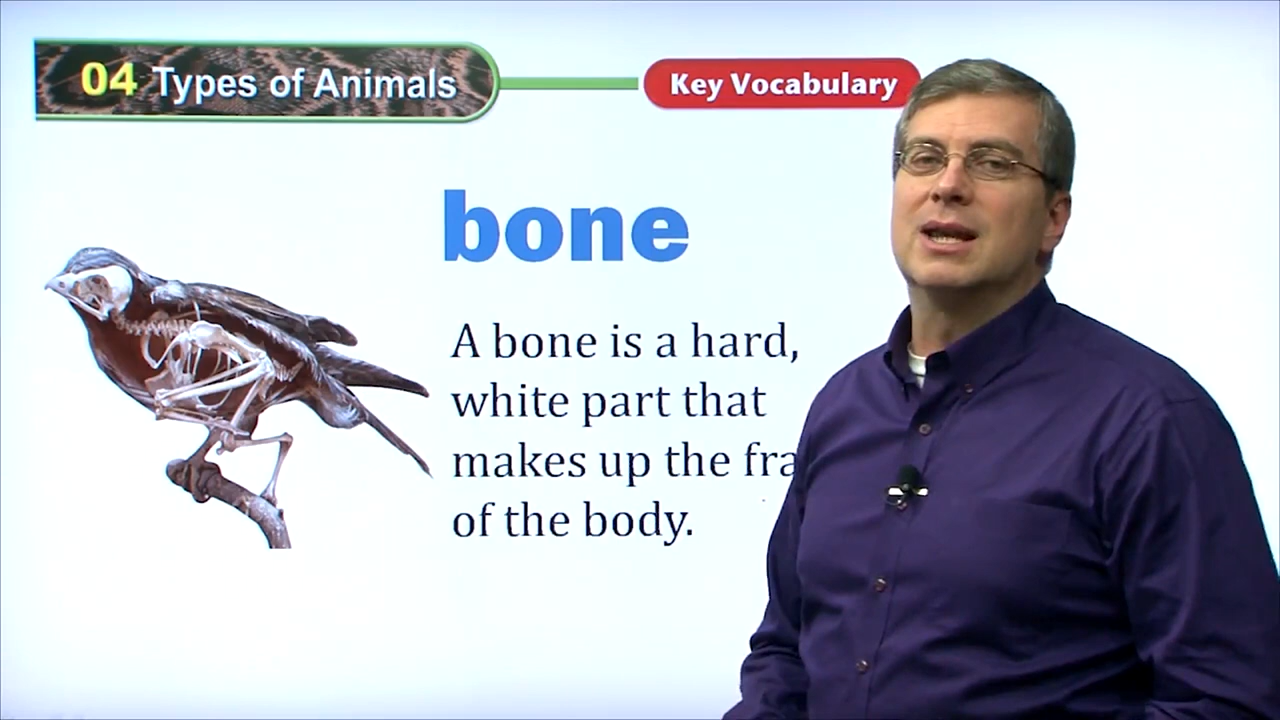 04 Types of Animals
Key Vocabulary
bone
A bone is a hard,
white part that
makes up the
of the body.